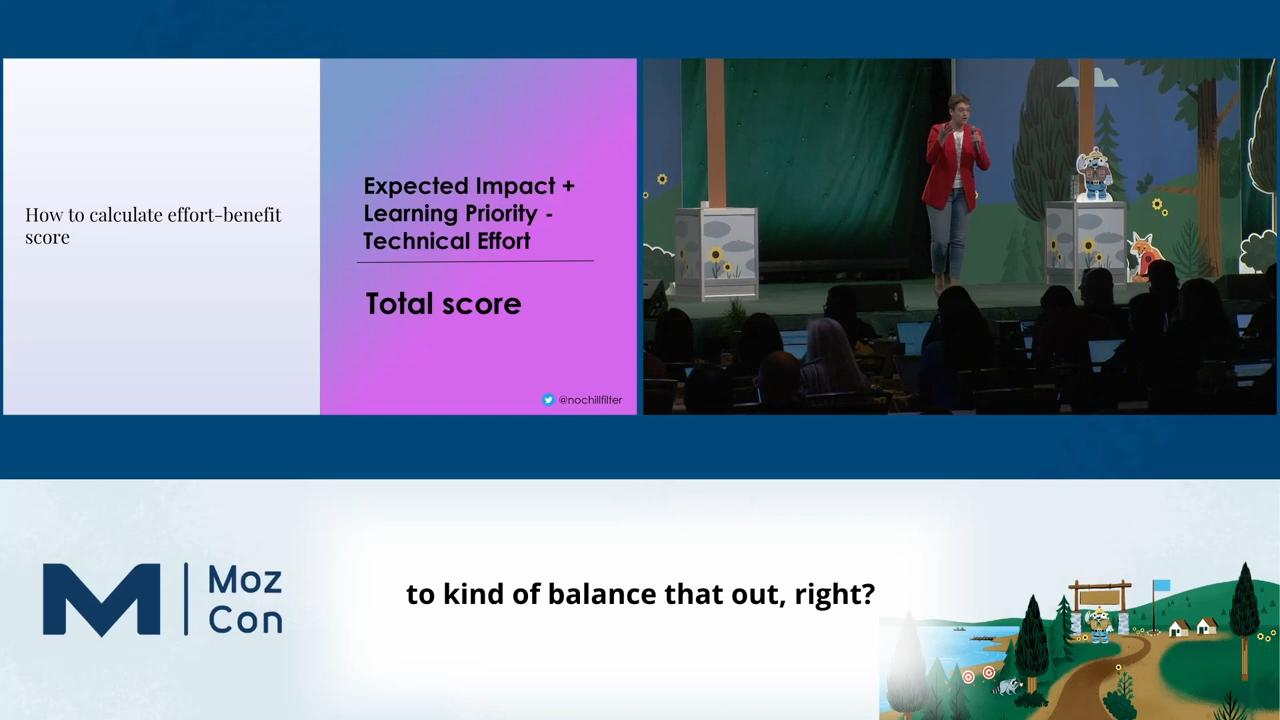 How to calculate effort-benefit
score
Expected Impact +
Learning Priority -
Technical Effort
Total score
@nochillfilter
Moz
Con
to kind of balance that out, right?